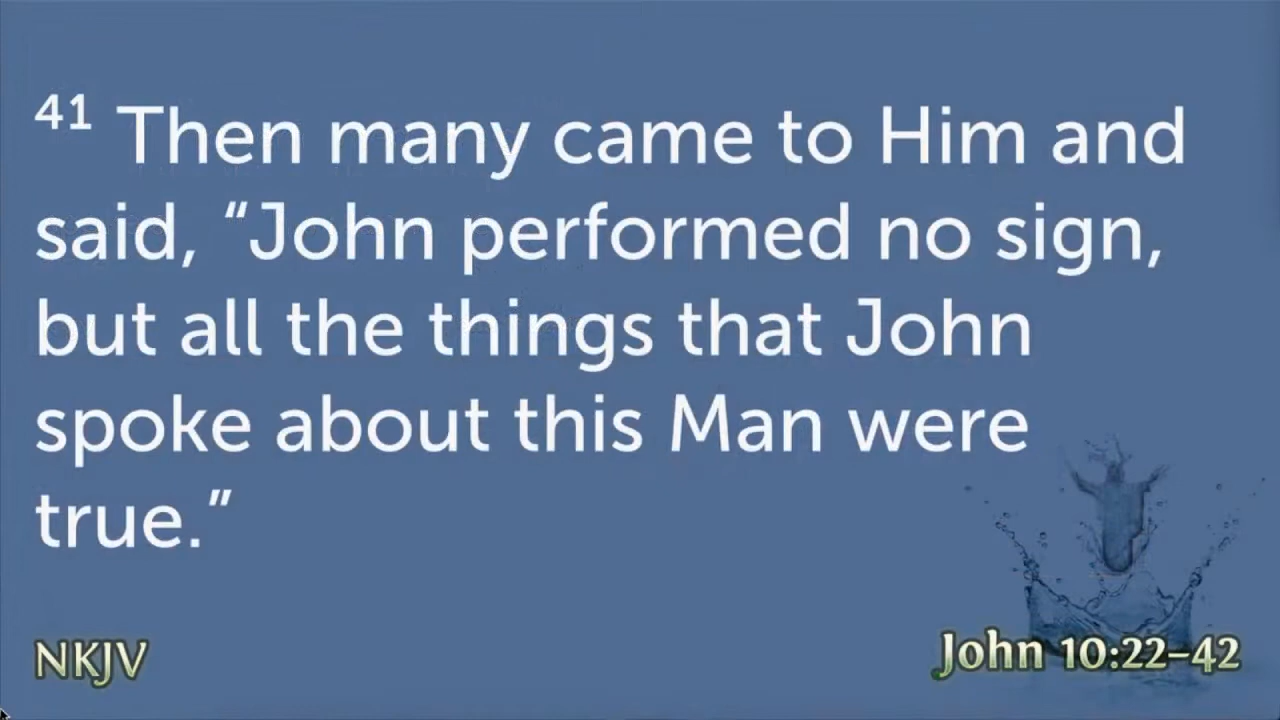 41 Then many came to Him and
said, “John performed no sign,
but all the things that John
spoke about this Man were
true.”
NKJV
John 10:22–42